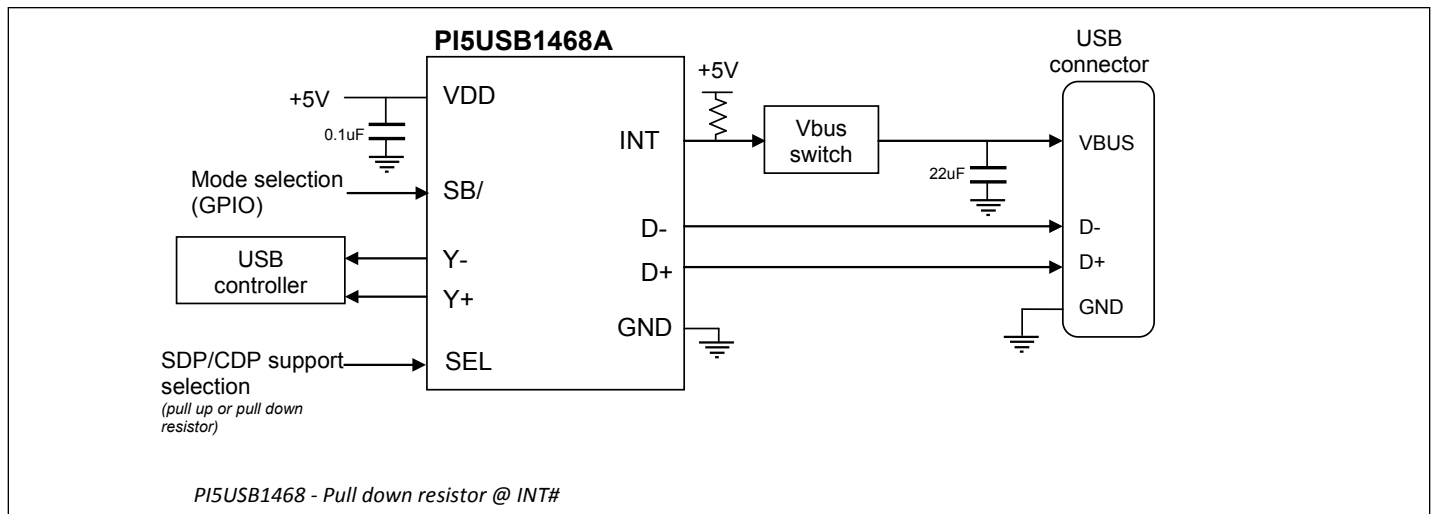 PI5USB1468A
USB
connector
+5V
+5V
VDD
0.1uF
INT
Vbus
switch
VBUS
22uF
Mode selection
(GPIO)
SB/
D-
D-
USB
controller
Y-
D+
D+
Y+
GND
GND
SDP/CDP support
selection
(pull up or pull down
resistor)
SEL
PI5USB1468 - Pull down resistor @ INT#